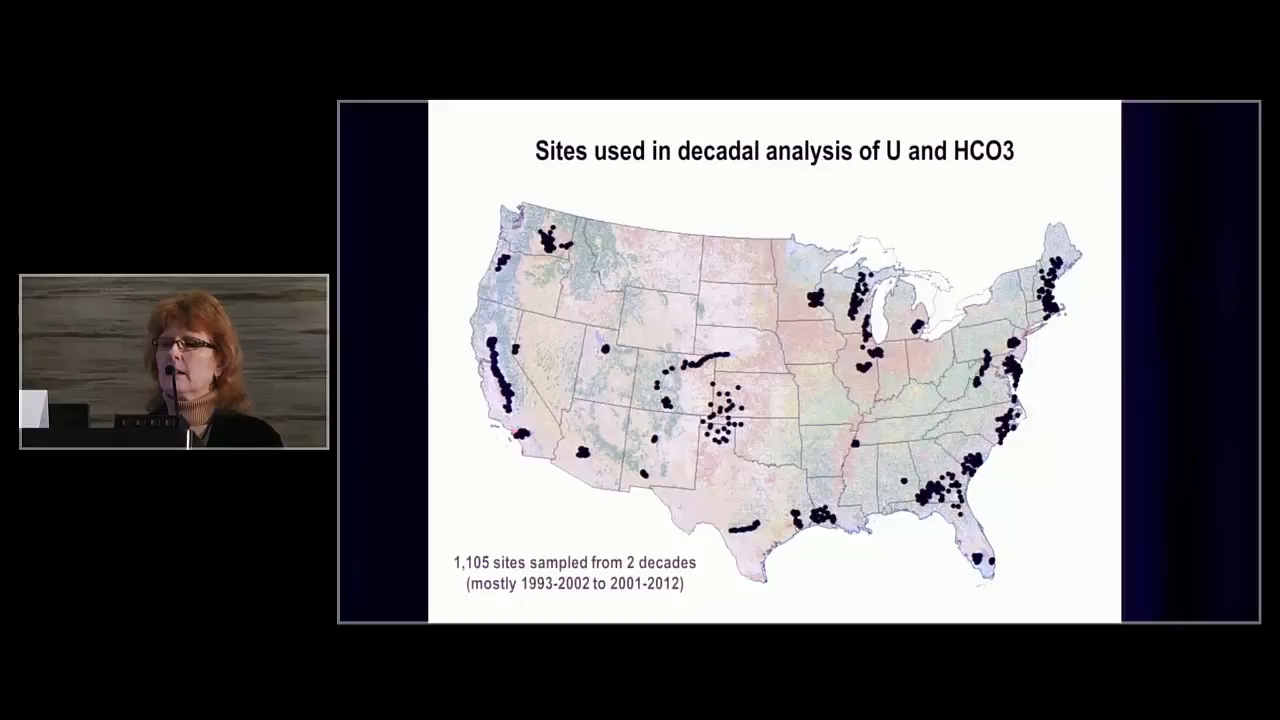 Sites used in decadal analysis of U and HCO3
1,105 sites sampled from 2 decades
(mostly 1993-2002 to 2001-2012)